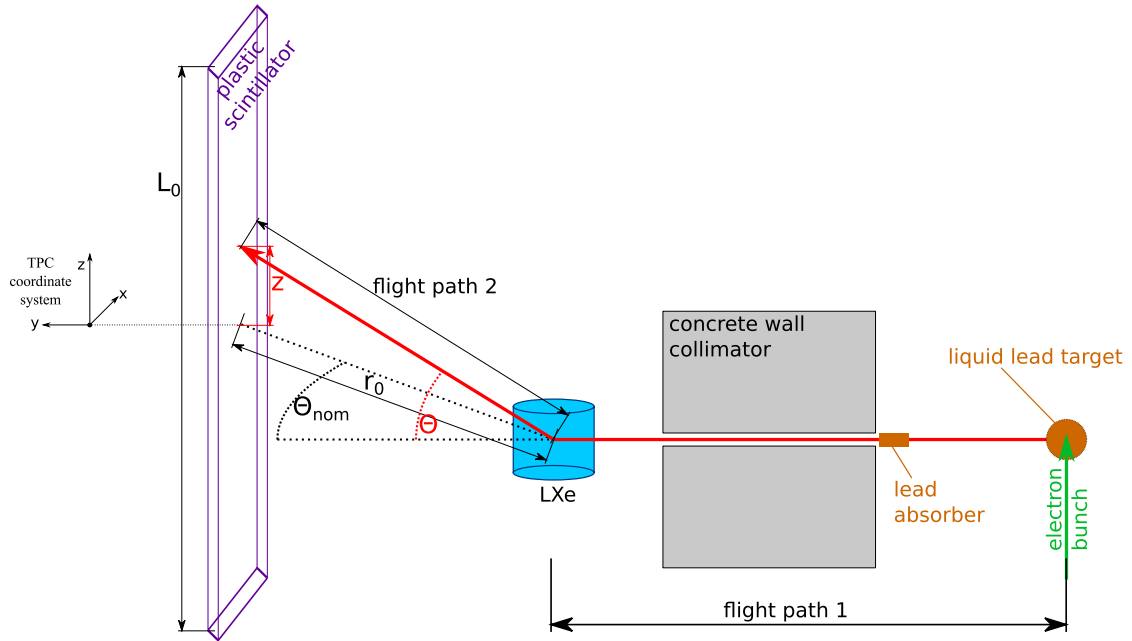 plastic
scintillator
L0
TPC
coordinate
system
z
x
y
z
flight path 2
r0
Θnom
Θ
LXe
concrete wall
collimator
liquid lead target
lead
absorber
electron
bunch
flight path 1